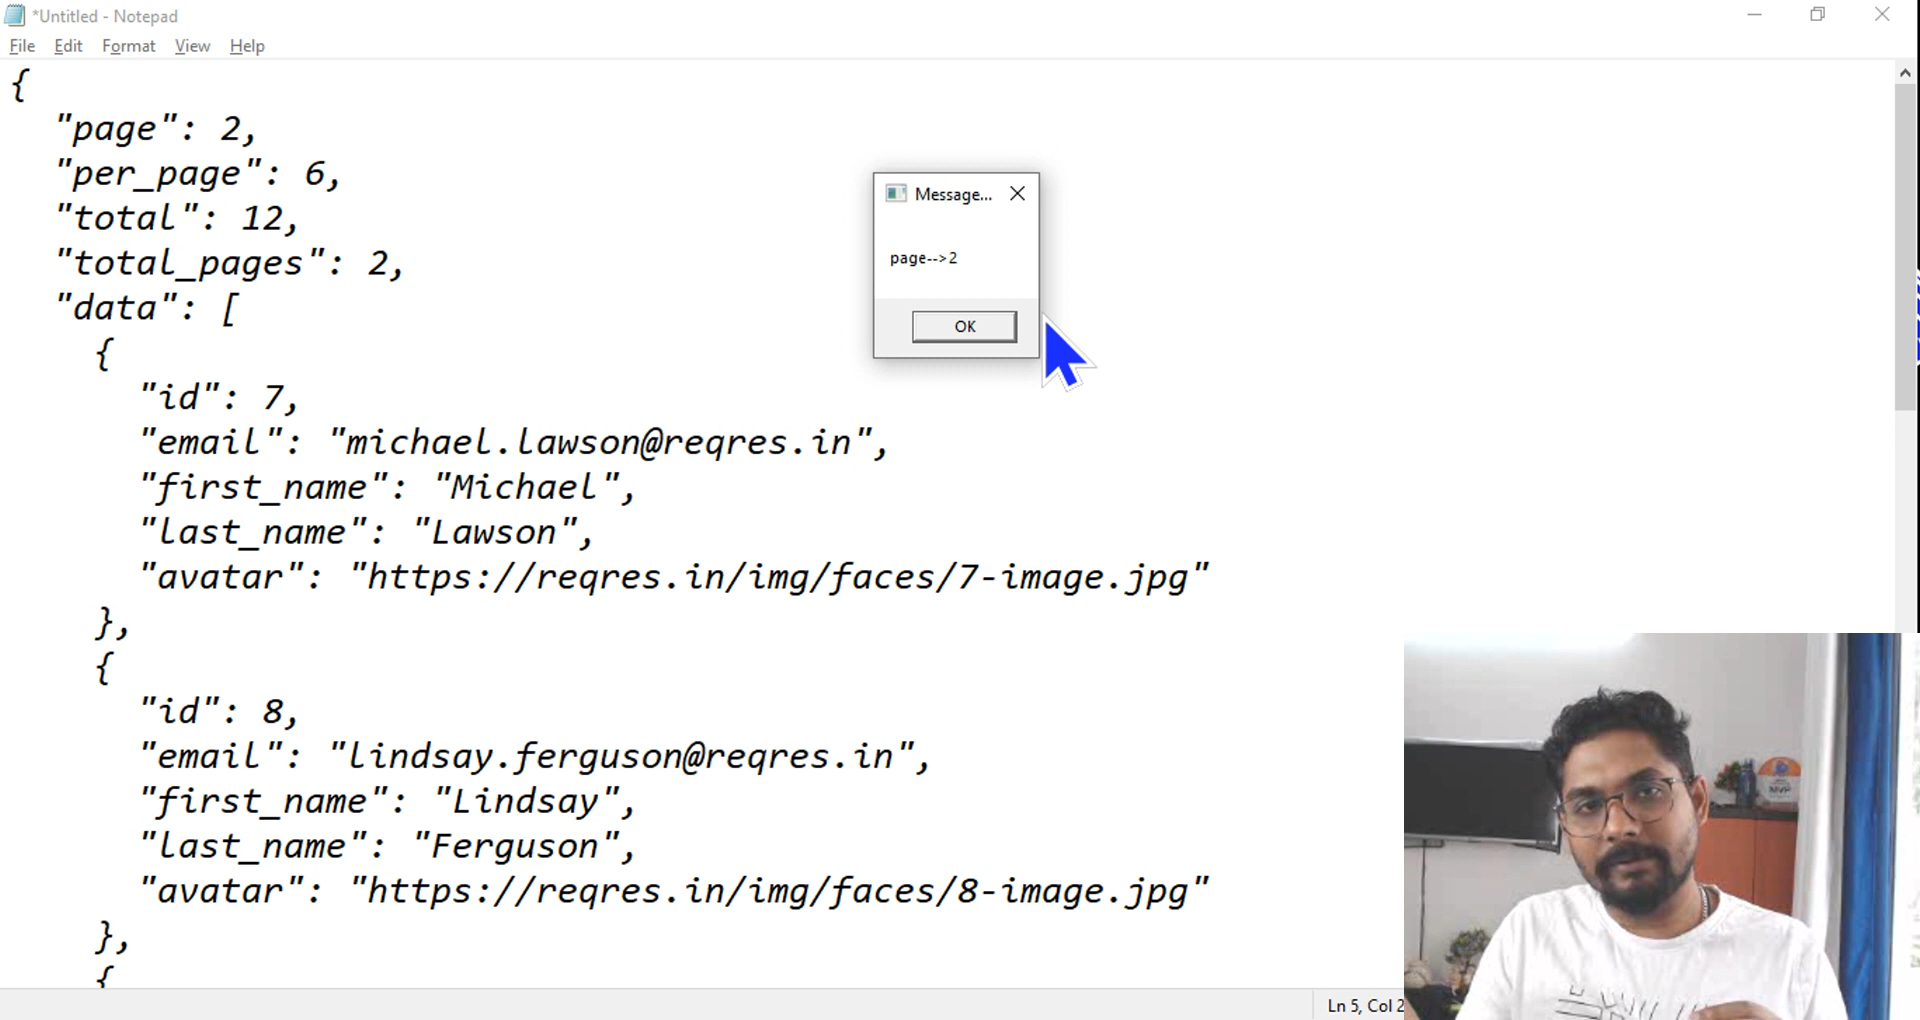 *Untitled - Notepad
File Edit Format View Help
{
"page": 2,
"per_page": 6,
"total": 12,
"total_pages": 2,
"data": [
{
"id": 7,
"email": "michael.lawson@reqres.in",
"first_name": "Michael",
"last_name": "Lawson",
"avatar": "https://reqres.in/img/faces/7-image.jpg"
},
{
"id": 8,
"email": "lindsay.ferguson@reqres.in",
"first_name": "Lindsay",
"last_name": "Ferguson",
"avatar": "https://reqres.in/img/faces/8-image.jpg"
},
{
Message...
page-->2
OK
MVP
Ln 5, Col 2